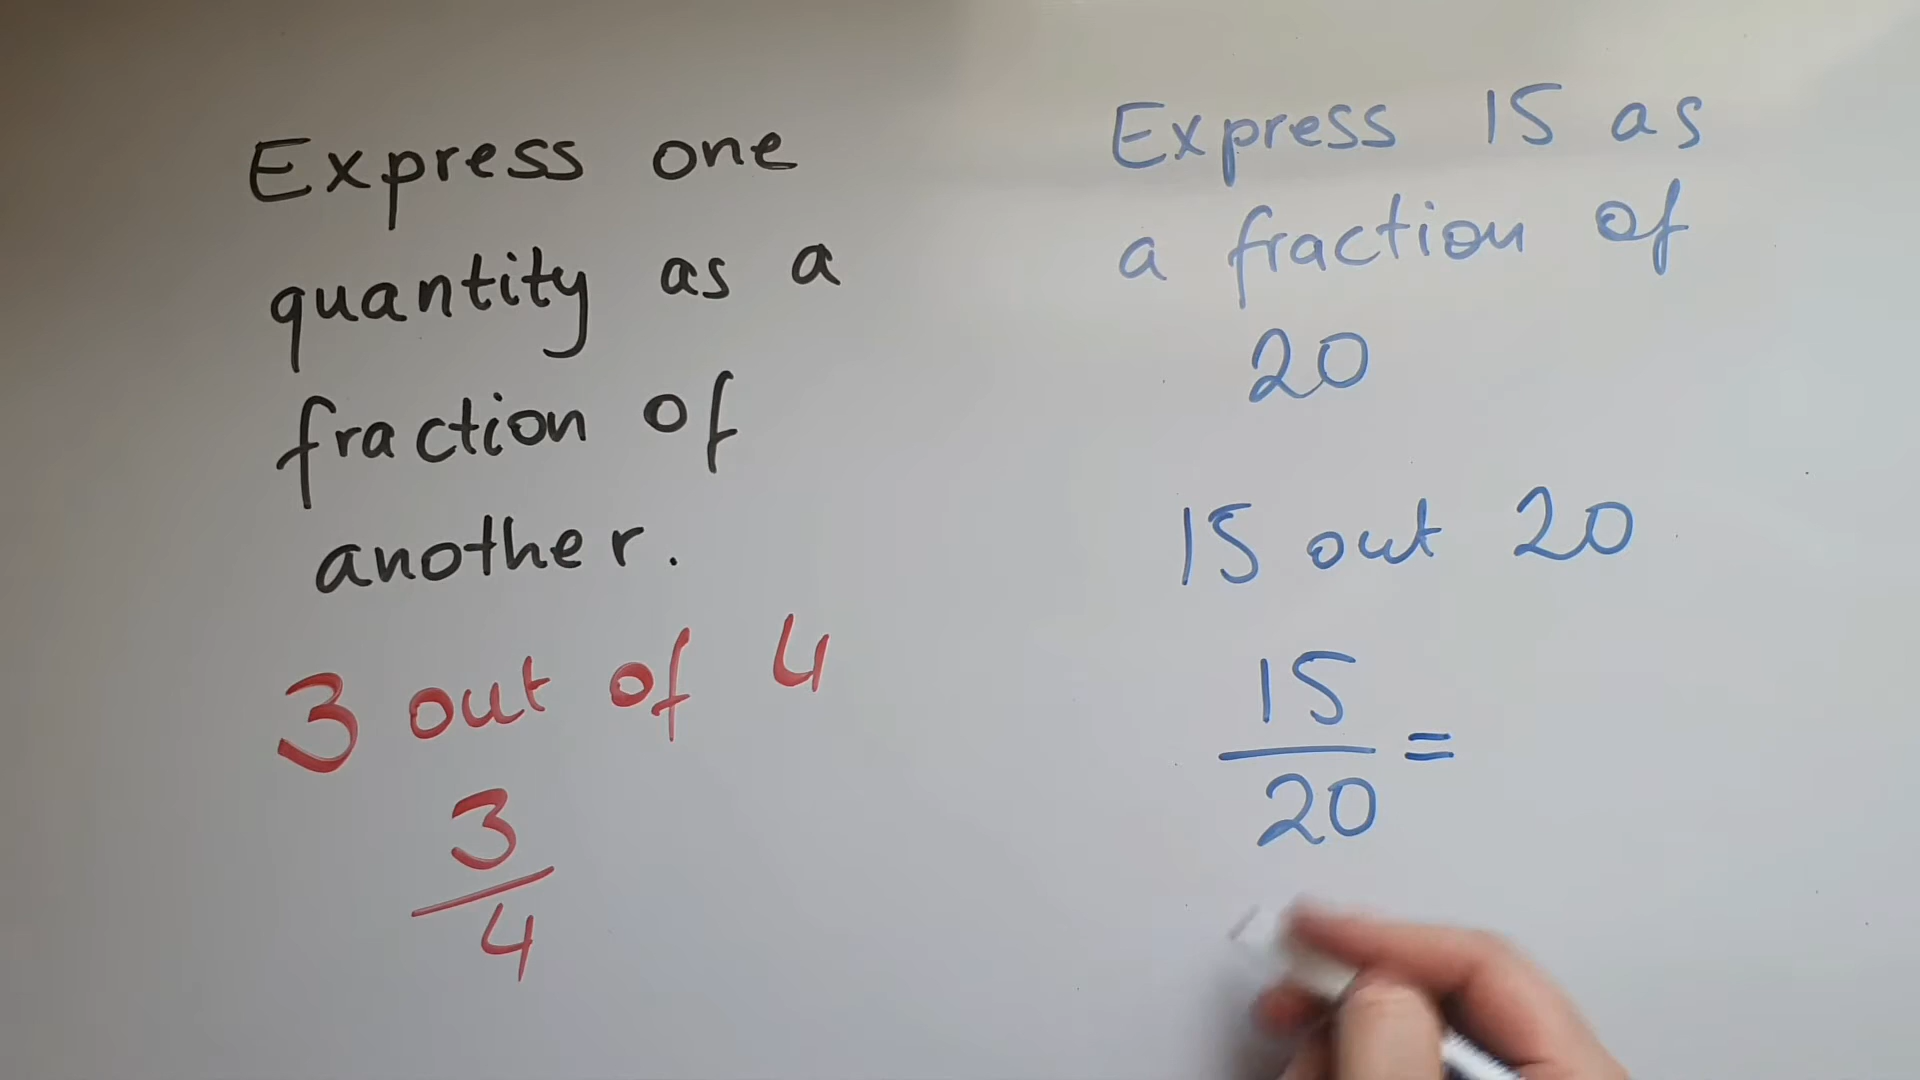 Express one
quantity as a
fraction of
another.
3 out of 4
3
4
Express 15 as
a fraction of
20
15 out 20
15
20 =